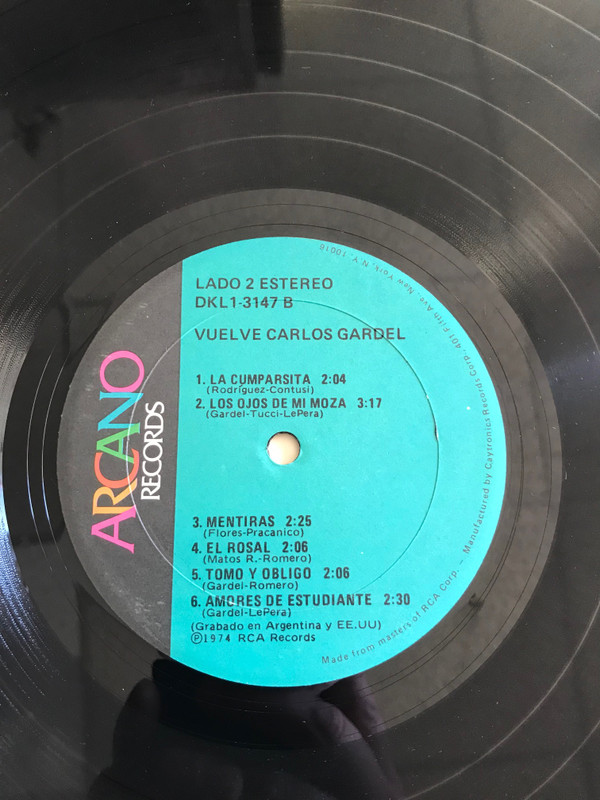 ARCANO
RECORDS
LADO 2 ESTEREO
DKL1-3147 B
VUELVE CARLOS GARDEL
1. LA CUMPARSITA 2:04
(Rodríguez-Contusi)
2. LOS OJOS DE MI MOZA 3:17
(Gardel-Tucci-LePera)
3. MENTIRAS 2:25
(Flores-Pracanico)
4. EL ROSAL 2:06
(Matos R.-Romero)
5. TOMO Y OBLIGO 2:06
(Gardel-Romero)
6. AMORES DE ESTUDIANTE 2:30
(Gardel-LePera)
(Grabado en Argentina y EE.UU)
Ⓟ1974 RCA Records
Made from masters of RCA Corp. – Manufactured by Caytronics Records Corp. 401 Fifth Ave. New York, N.Y. 10016